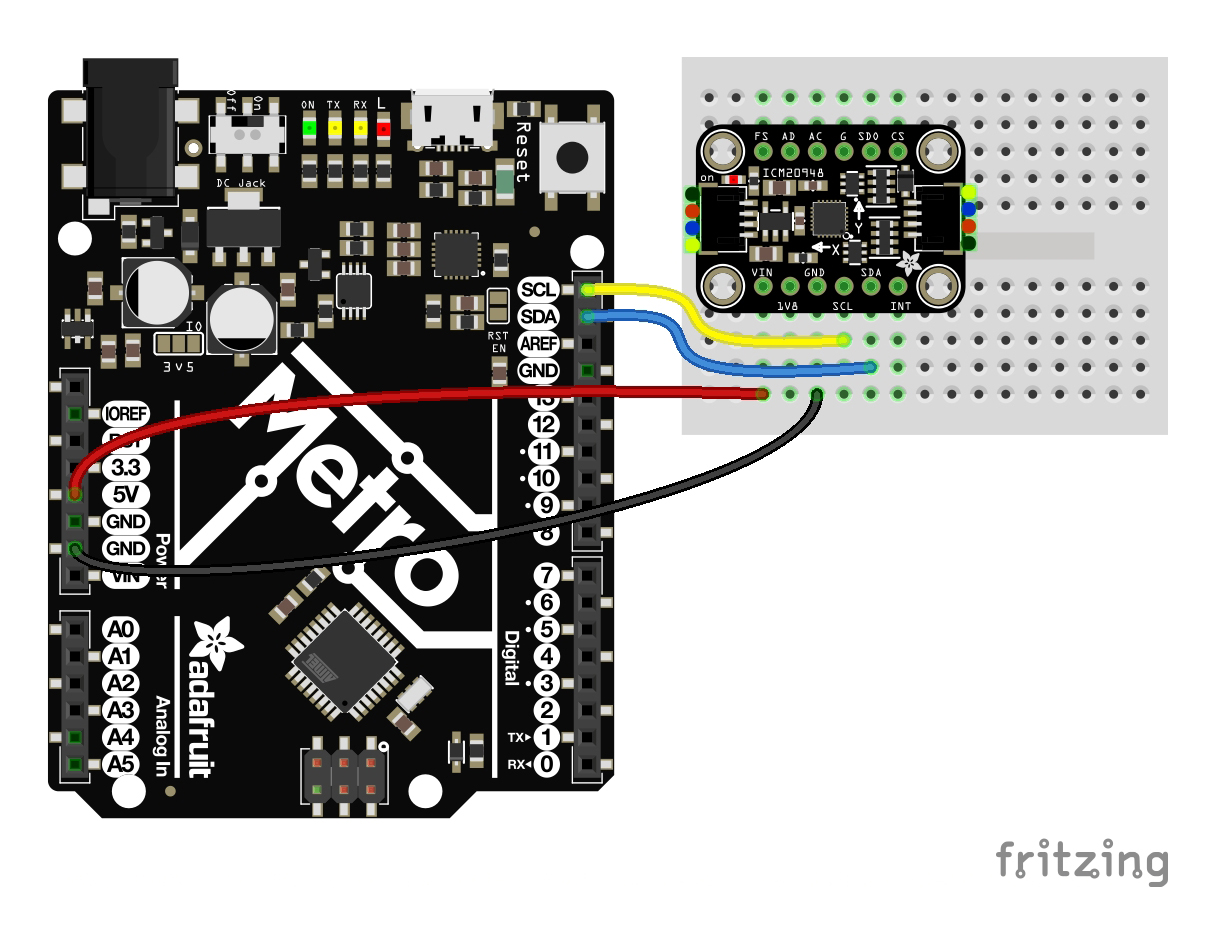 Off
On
ON TX RX L
Reset
DC Jack
IO
3v5
RST
EN
SCL
SDA
AREF
GND
13
12
11
10
9
8
7
6
5
4
3
2
TX 1
RX 0
Digital
IOREF
RST
3.3
5V
GND
GND
VIN
Power
A0
A1
A2
A3
A4
A5
Analog In
Metro
adafruit
ATMEL
FS AD AC G SDO CS
ICM20948
on
Y
X
VIN GND SDA
1V8 SCL INT
fritzing